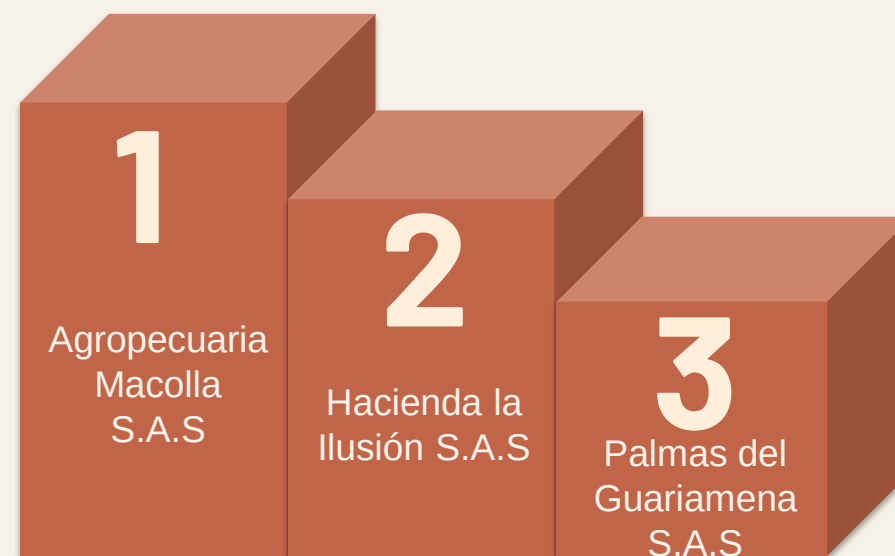 1
Agropecuaria
Macolla
S.A.S
2
Hacienda la
Ilusión S.A.S
3
Palmas del
Guariamena
S.A.S